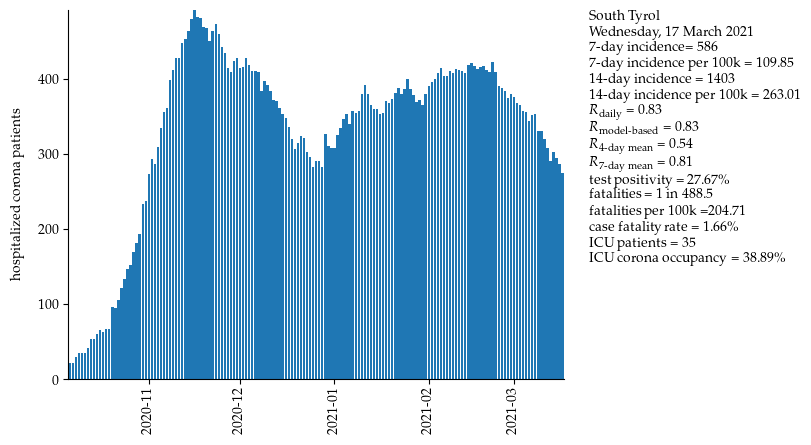 South Tyrol
Wednesday, 17 March 2021
7-day incidence= 586
7-day incidence per 100k = 109.85
14-day incidence = 1403
14-day incidence per 100k = 263.01
R_daily = 0.83
R_model-based = 0.83
R_4-day mean = 0.54
R_7-day mean = 0.81
test positivity = 27.67%
fatalities = 1 in 488.5
fatalities per 100k =204.71
case fatality rate = 1.66%
ICU patients = 35
ICU corona occupancy = 38.89%
hospitalized corona patients
400
300
200
100
0
2020-11
2020-12
2021-01
2021-02
2021-03